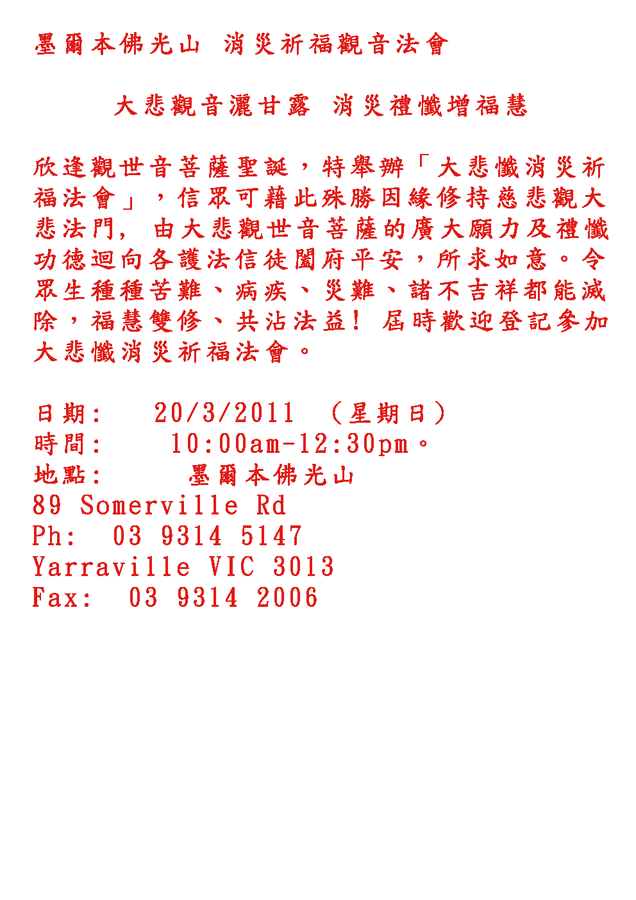 墨爾本佛光山 消災祈福觀音法會
大悲觀音灑甘露 消災禮懺增福慧
欣逢觀世音菩薩聖誕，特舉辦「大悲懺消災祈
福法會」，信眾可藉此殊勝因緣修持慈悲觀大
悲法門, 由大悲觀世音菩薩的廣大願力及禮懺
功德迴向各護法信徒闔府平安，所求如意。令
眾生種種苦難、病疾、災難、諸不吉祥都能滅
除，福慧雙修、共沾法益! 屆時歡迎登記參加
大悲懺消災祈福法會。
日期: 20/3/2011 （星期日）
時間: 10:00am-12:30pm。
地點: 墨爾本佛光山
89 Somerville Rd
Ph: 03 9314 5147
Yarraville VIC 3013
Fax: 03 9314 2006